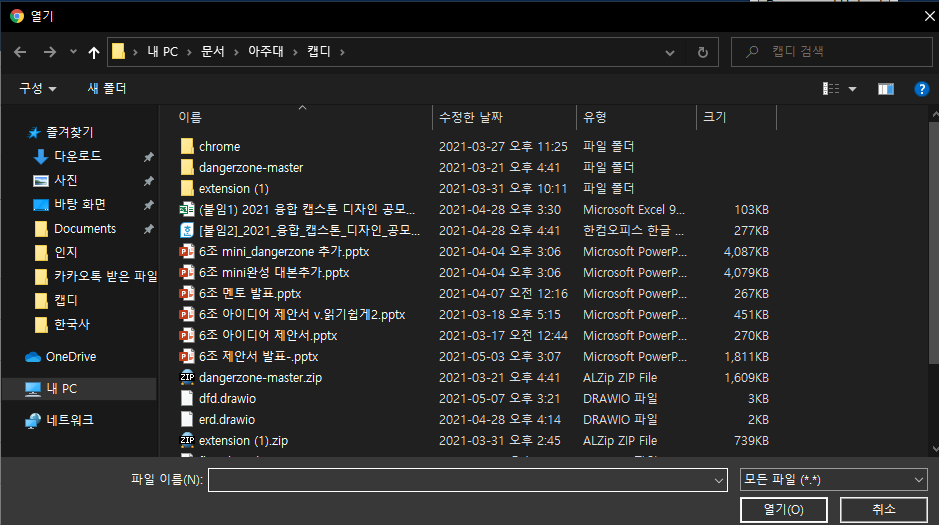 열기
내 PC › 문서 › 아주대 › 캡디 ›
캡디 검색
구성 새 폴더
이름 수정한 날짜 유형 크기
즐겨찾기
다운로드
사진
바탕 화면
Documents
인지
카카오톡 받은 파일
캡디
한국사
OneDrive
내 PC
네트워크
chrome 2021-03-27 오후 11:25 파일 폴더
dangerzone-master 2021-03-21 오후 4:41 파일 폴더
extension (1) 2021-03-31 오후 10:11 파일 폴더
(붙임1) 2021 융합 캡스톤 디자인 공모... 2021-04-28 오후 3:30 Microsoft Excel 9... 103KB
[붙임2]_2021_융합_캡스톤_디자인_공모... 2021-04-28 오후 4:41 한컴오피스 한글 ... 277KB
6조 mini_dangerzone 추가.pptx 2021-04-04 오후 3:06 Microsoft PowerP... 4,087KB
6조 mini완성 대본추가.pptx 2021-04-04 오후 3:06 Microsoft PowerP... 4,079KB
6조 멘토 발표.pptx 2021-04-07 오전 12:16 Microsoft PowerP... 267KB
6조 아이디어 제안서 v.읽기쉽게2.pptx 2021-03-18 오후 5:15 Microsoft PowerP... 451KB
6조 아이디어 제안서.pptx 2021-03-17 오전 12:44 Microsoft PowerP... 270KB
6조 제안서 발표-.pptx 2021-05-03 오후 3:07 Microsoft PowerP... 1,811KB
dangerzone-master.zip 2021-03-21 오후 4:41 ALZip ZIP File 1,609KB
dfd.drawio 2021-05-07 오후 3:21 DRAWIO 파일 3KB
erd.drawio 2021-04-28 오후 4:14 DRAWIO 파일 2KB
extension (1).zip 2021-03-31 오후 2:45 ALZip ZIP File 739KB
파일 이름(N): 모든 파일 (*.*)
열기(O) 취소